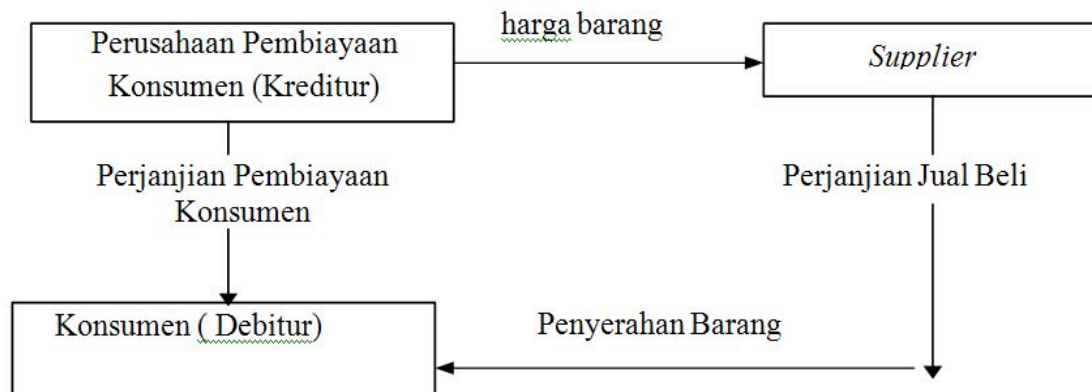 harga barang
Perusahaan Pembiayaan
Konsumen (Kreditur)
Supplier
Perjanjian Pembiayaan
Konsumen
Perjanjian Jual Beli
Konsumen ( Debitur)
Penyerahan Barang